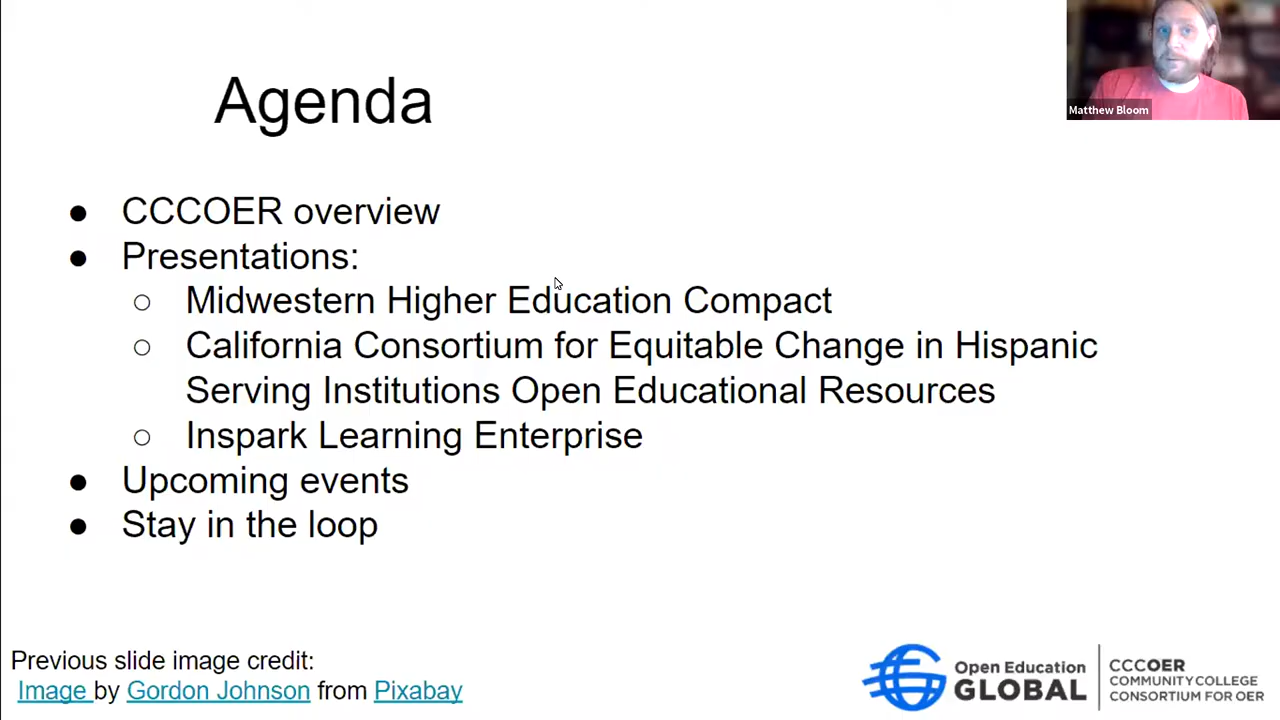 Agenda
Matthew Bloom
● CCCOER overview
● Presentations:
○ Midwestern Higher Education Compact
○ California Consortium for Equitable Change in Hispanic
Serving Institutions Open Educational Resources
○ Inspark Learning Enterprise
● Upcoming events
● Stay in the loop
Previous slide image credit:
Image by Gordon Johnson from Pixabay
Open Education
GLOBAL
CCCOER
COMMUNITY COLLEGE
CONSORTIUM FOR OER